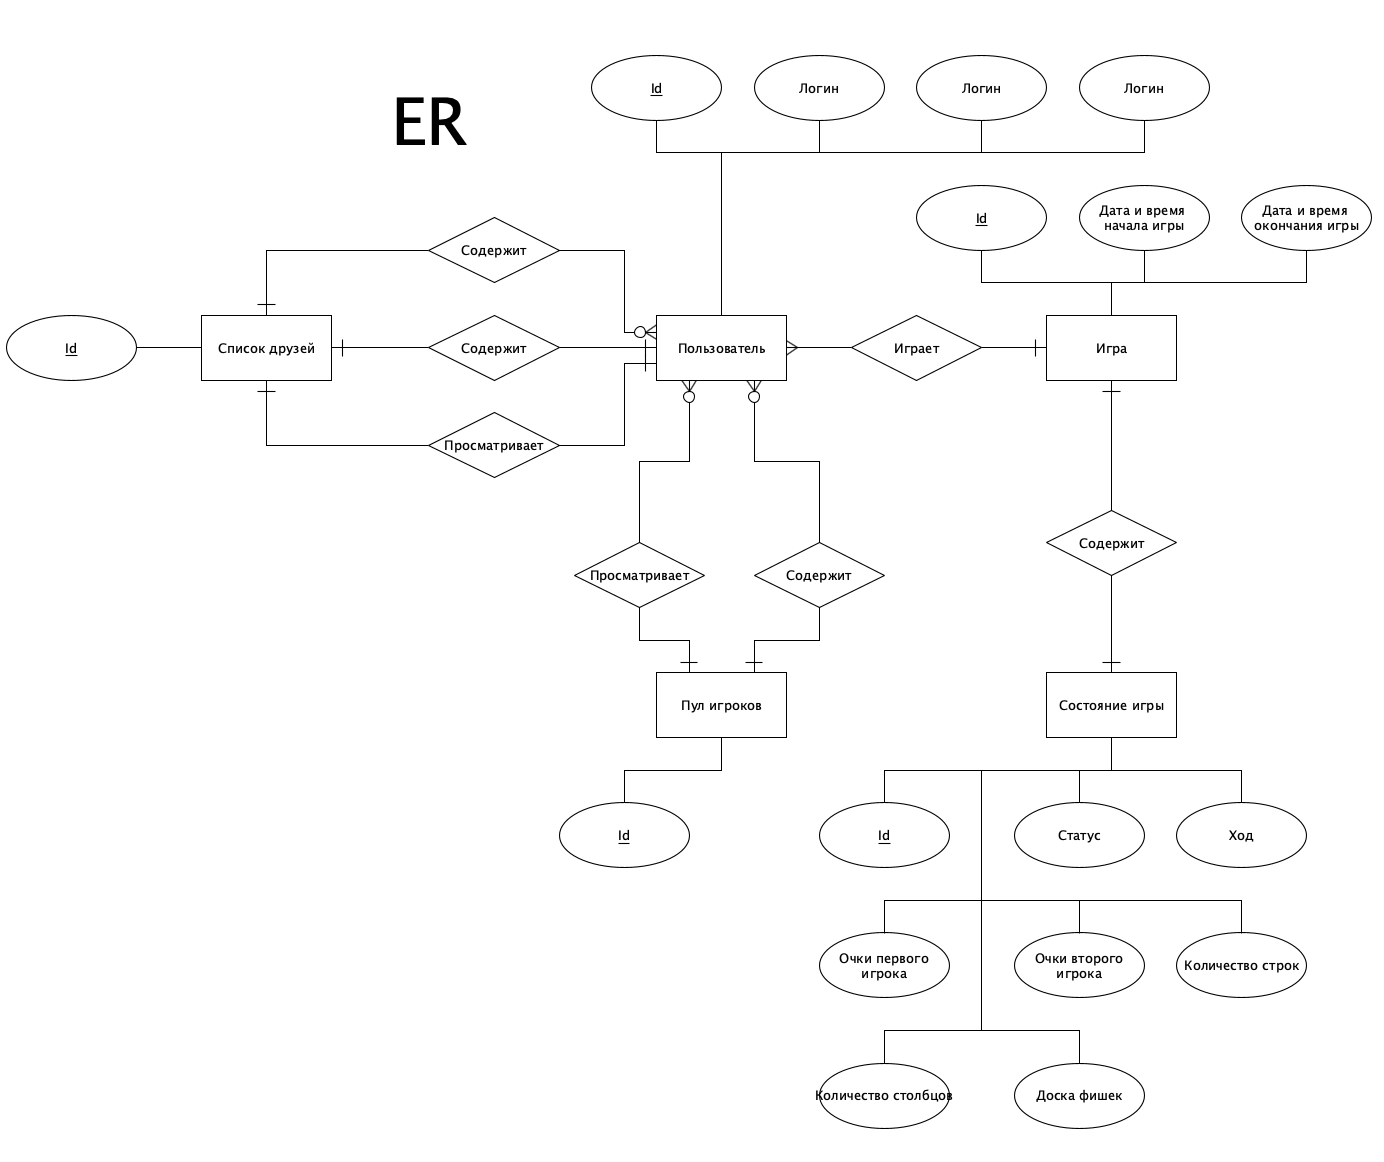 Id
Логин
Логин
Логин
ER
Id
Дата и время
начала игры
Дата и время
окончания игры
Содержит
Id
Список друзей
Содержит
Пользователь
Играет
Игра
Просматривает
Содержит
Просматривает
Содержит
Пул игроков
Состояние игры
Id
Id
Статус
Ход
Очки первого
игрока
Очки второго
игрока
Количество строк
Количество столбцов
Доска фишек